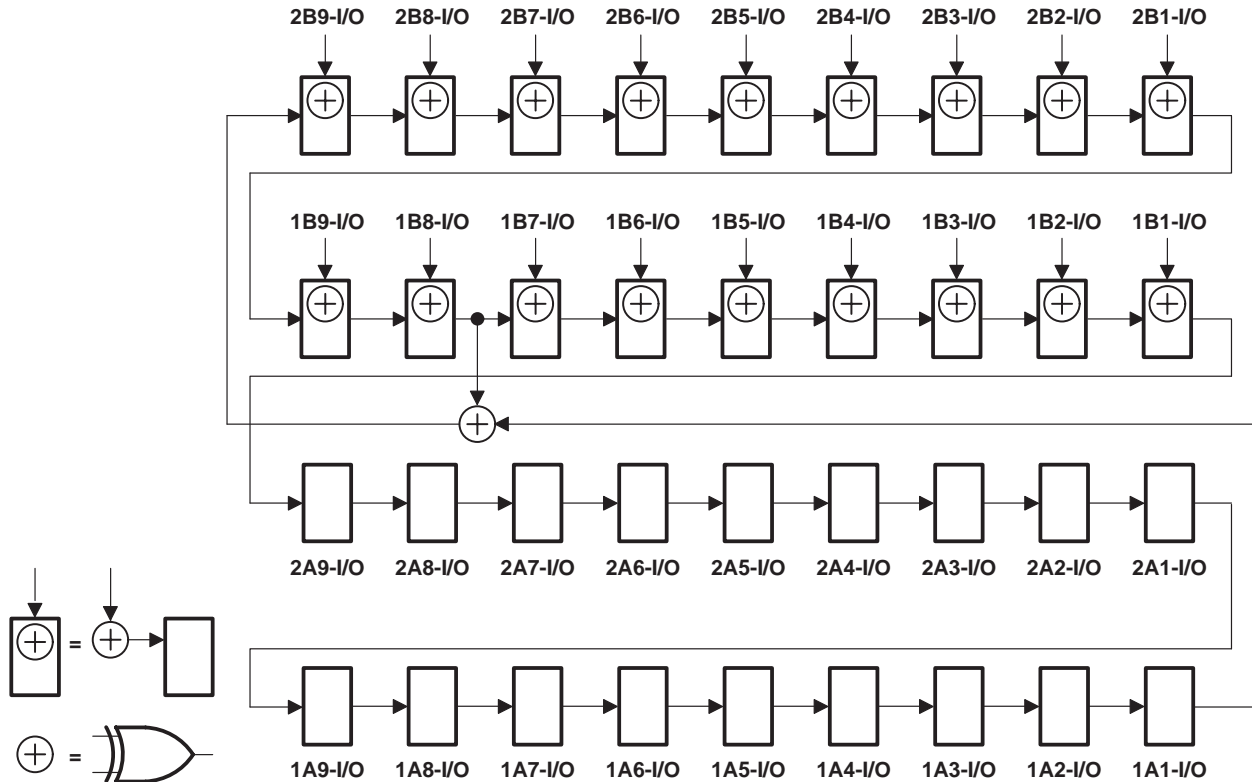 2B9-I/O 2B8-I/O 2B7-I/O 2B6-I/O 2B5-I/O 2B4-I/O 2B3-I/O 2B2-I/O 2B1-I/O
1B9-I/O 1B8-I/O 1B7-I/O 1B6-I/O 1B5-I/O 1B4-I/O 1B3-I/O 1B2-I/O 1B1-I/O
2A9-I/O 2A8-I/O 2A7-I/O 2A6-I/O 2A5-I/O 2A4-I/O 2A3-I/O 2A2-I/O 2A1-I/O
=
=
1A9-I/O 1A8-I/O 1A7-I/O 1A6-I/O 1A5-I/O 1A4-I/O 1A3-I/O 1A2-I/O 1A1-I/O